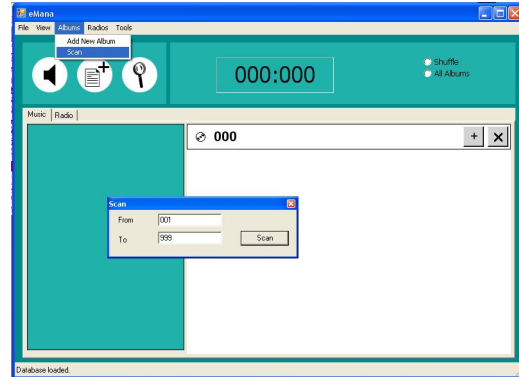 eMana
File View Albums Radios Tools
Add New Album
Scan
000:000
Shuffle
All Albums
Music Radio
000
+ X
Scan
From 001
To 999 Scan
Database loaded.